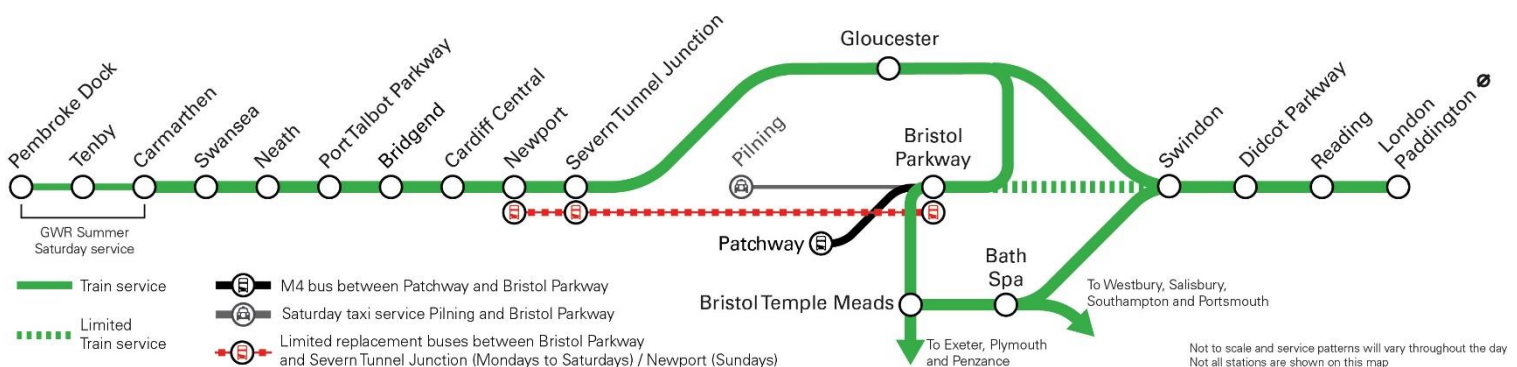 Pembroke Dock
Tenby
Carmarthen
Swansea
Neath
Port Talbot Parkway
Bridgend
Cardiff Central
Newport
Severn Tunnel Junction
Gloucester
Pilning
Bristol
Parkway
Swindon
Didcot Parkway
Reading
London
Paddington
GWR Summer
Saturday service
Patchway
Bath
Spa
Bristol Temple Meads
To Westbury, Salisbury,
Southampton and Portsmouth
To Exeter, Plymouth
and Penzance
Train service
Limited
Train service
M4 bus between Patchway and Bristol Parkway
Saturday taxi service Pilning and Bristol Parkway
Limited replacement buses between Bristol Parkway
and Severn Tunnel Junction (Mondays to Saturdays) / Newport (Sundays)
Not to scale and service patterns will vary throughout the day
Not all stations are shown on this map